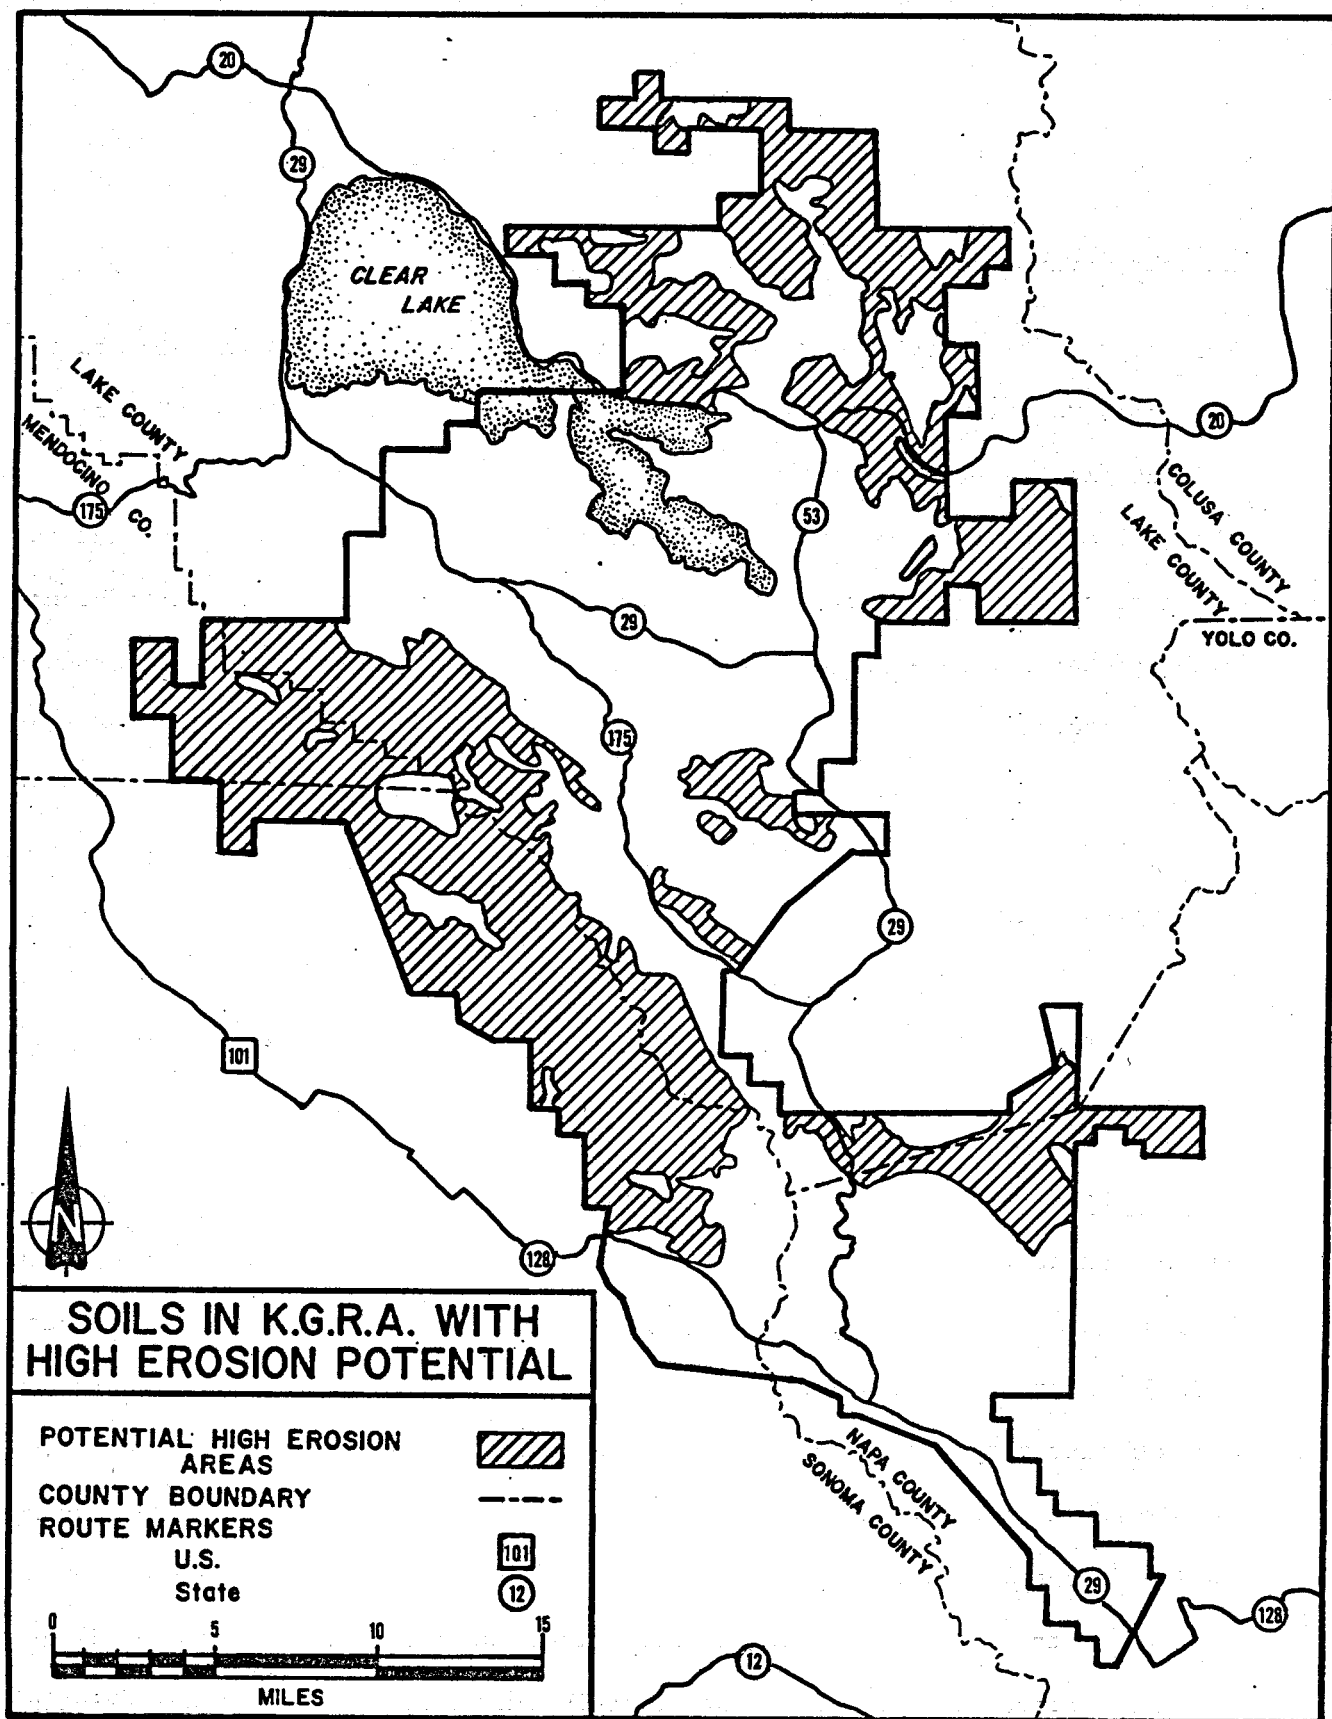 20
29
CLEAR
LAKE
LAKE COUNTY
MENDOCINO
CO.
175
20
53
COLUSA COUNTY
LAKE COUNTY
YOLO CO.
29
175
29
101
N
128
SOILS IN K.G.R.A. WITH
HIGH EROSION POTENTIAL
POTENTIAL HIGH EROSION
AREAS
COUNTY BOUNDARY
ROUTE MARKERS
U.S.
101
State
12
0 5 10 15
MILES
NAPA COUNTY
SONOMA COUNTY
29
128
12